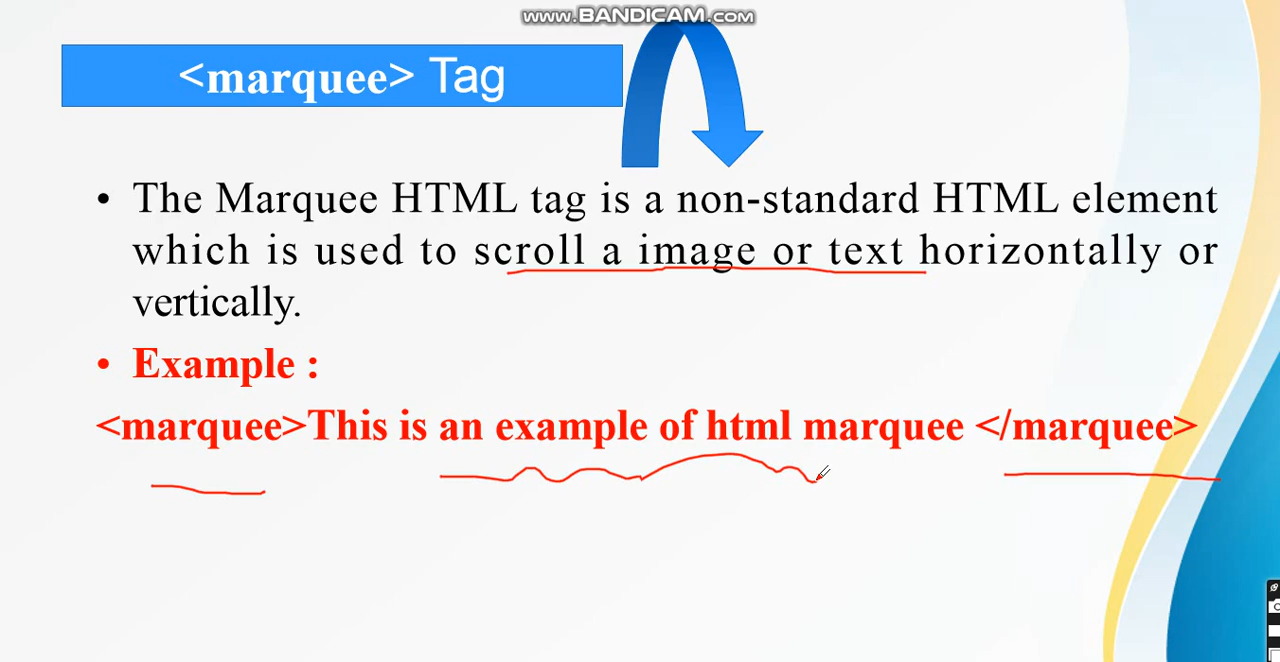 www.BANDICAM.com
<marquee> Tag
• The Marquee HTML tag is a non-standard HTML element
which is used to scroll a image or text horizontally or
vertically.
• Example :
<marquee>This is an example of html marquee </marquee>